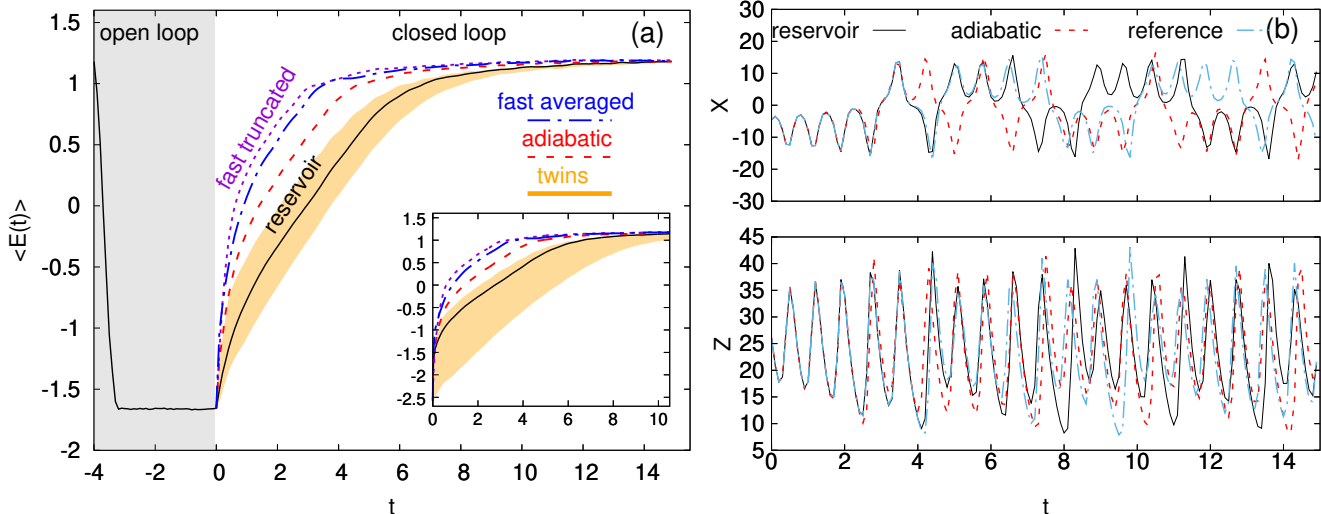 open loop
closed loop
(a)
fast truncated
reservoir
fast averaged
adiabatic
twins
<E(t)>
1.5
1
0.5
0
-0.5
-1
-1.5
-2
-4 -2 0 2 4 6 8 10 12 14
t
1.5
1.0
0.5
0
-0.5
-1.0
-1.5
-2
-2.5
0 2 4 6 8 10
reservoir adiabatic reference
(b)
X
30
20
10
0
-10
-20
-30
Z
45
40
35
30
25
20
15
10
5
0 2 4 6 8 10 12 14
t